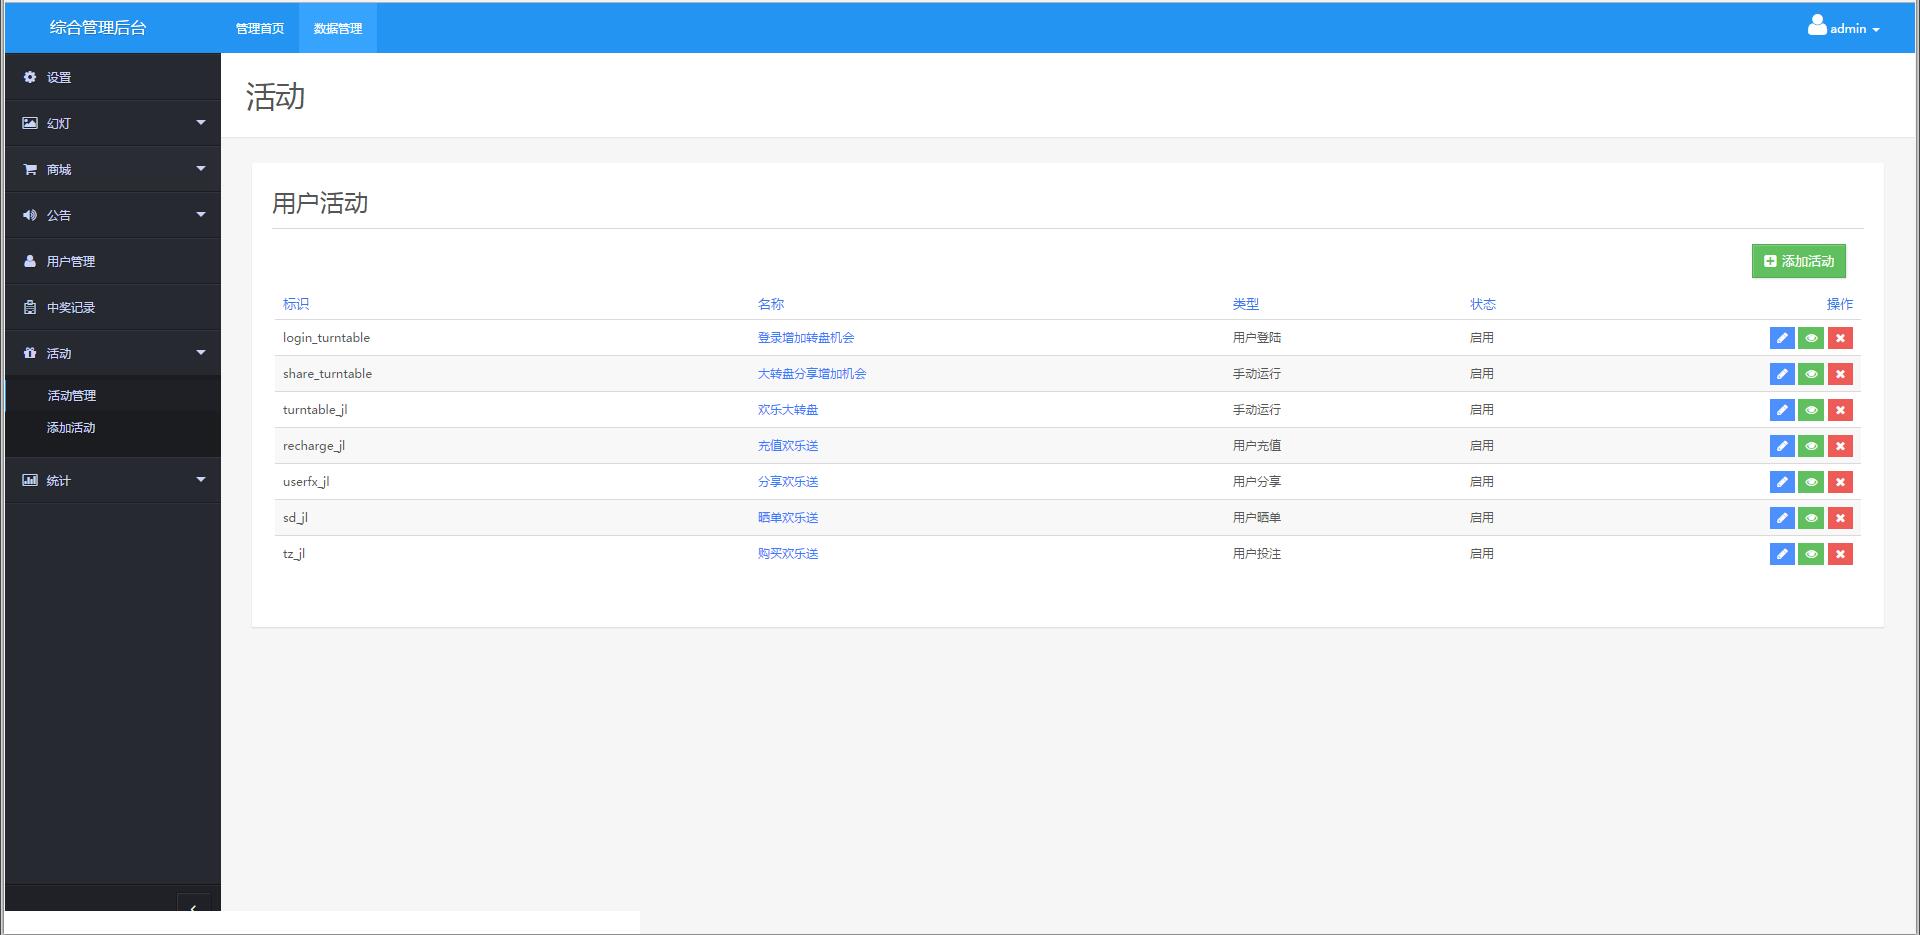 综合管理后台 管理首页 数据管理 admin
设置
幻灯
商城
公告
用户管理
中奖记录
活动
活动管理
添加活动
统计
活动
用户活动
添加活动
标识 名称 类型 状态 操作
login_turntable 登录增加转盘机会 用户登陆 启用
share_turntable 大转盘分享增加机会 手动运行 启用
turntable_jl 欢乐大转盘 手动运行 启用
recharge_jl 充值欢乐送 用户充值 启用
userfx_jl 分享欢乐送 用户分享 启用
sd_jl 晒单欢乐送 用户晒单 启用
tz_jl 购买欢乐送 用户投注 启用